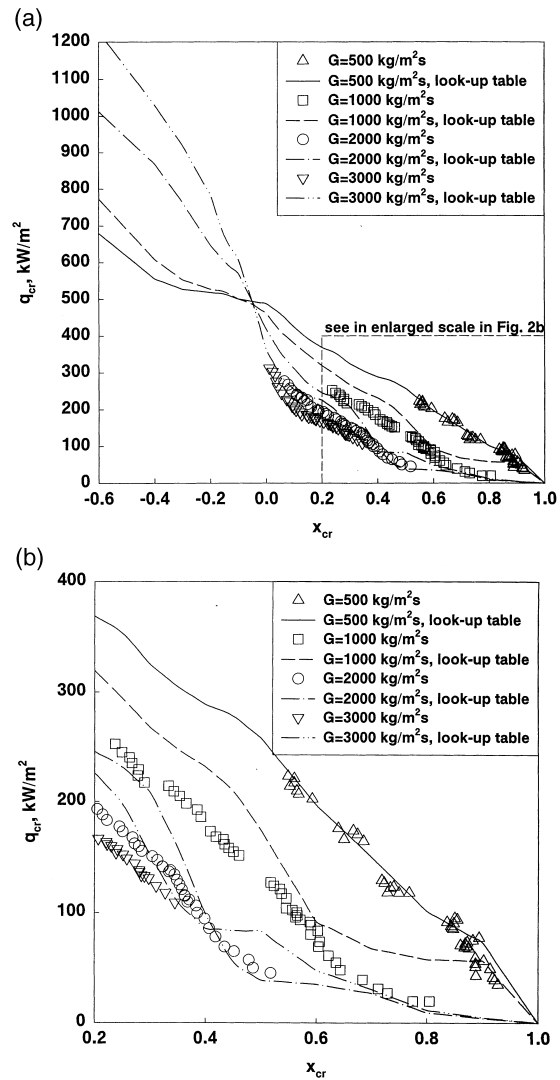 (a)
1200
1100
1000
900
800
700
600
500
400
300
200
100
0
q_cr, kW/m²
G=500 kg/m²s
G=500 kg/m²s, look-up table
G=1000 kg/m²s
G=1000 kg/m²s, look-up table
G=2000 kg/m²s
G=2000 kg/m²s, look-up table
G=3000 kg/m²s
G=3000 kg/m²s, look-up table
see in enlarged scale in Fig. 2b
-0.6 -0.4 -0.2 0.0 0.2 0.4 0.6 0.8 1.0
x_cr
(b)
400
300
200
100
0
q_cr, kW/m²
G=500 kg/m²s
G=500 kg/m²s, look-up table
G=1000 kg/m²s
G=1000 kg/m²s, look-up table
G=2000 kg/m²s
G=2000 kg/m²s, look-up table
G=3000 kg/m²s
G=3000 kg/m²s, look-up table
0.2 0.4 0.6 0.8 1.0
x_cr